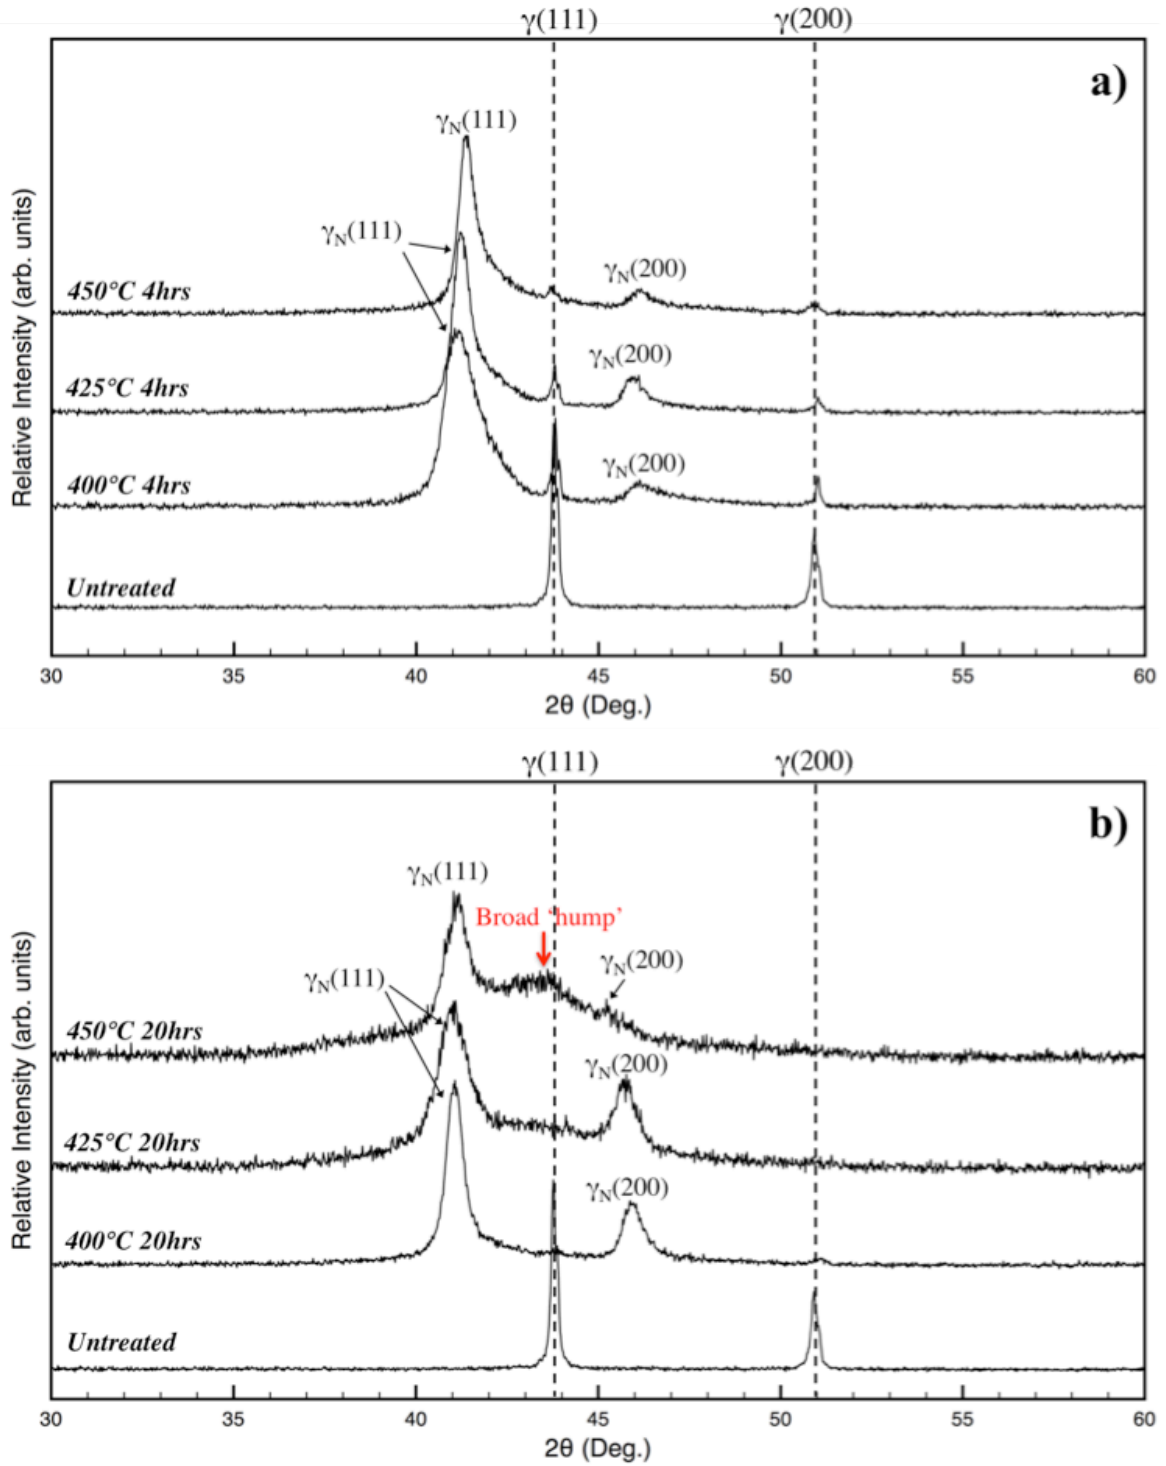 γ(111) γ(200)
a)
γN(111)
γN(111)
γN(200)
450°C 4hrs
γN(200)
425°C 4hrs
γN(200)
400°C 4hrs
Untreated
Relative Intensity (arb. units)
30 35 40 45 50 55 60
2θ (Deg.)
γ(111) γ(200)
b)
γN(111)
Broad ‘hump’
γN(200)
γN(111)
450°C 20hrs
γN(200)
425°C 20hrs
γN(200)
400°C 20hrs
Untreated
Relative Intensity (arb. units)
30 35 40 45 50 55 60
2θ (Deg.)